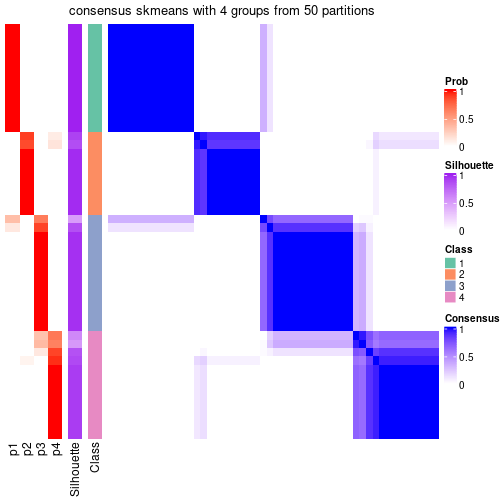 consensus skmeans with 4 groups from 50 partitions
Prob
1
0.5
0
Silhouette
1
0.5
0
Class
1
2
3
4
Consensus
1
0.5
0
p1
p2
p3
p4
Silhouette
Class